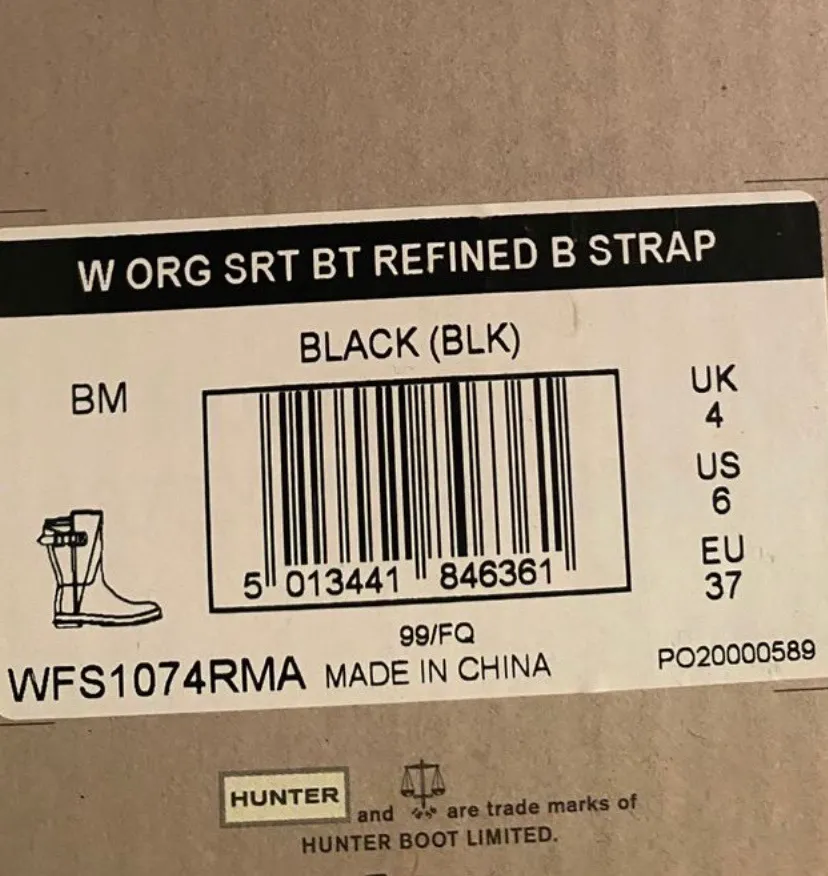 W ORG SRT BT REFINED B STRAP
BLACK (BLK)
BM
UK
4
US
6
EU
37
5 013441 846361
99/FQ
WFS1074RMA MADE IN CHINA
PO20000589
HUNTER and are trade marks of
HUNTER BOOT LIMITED.